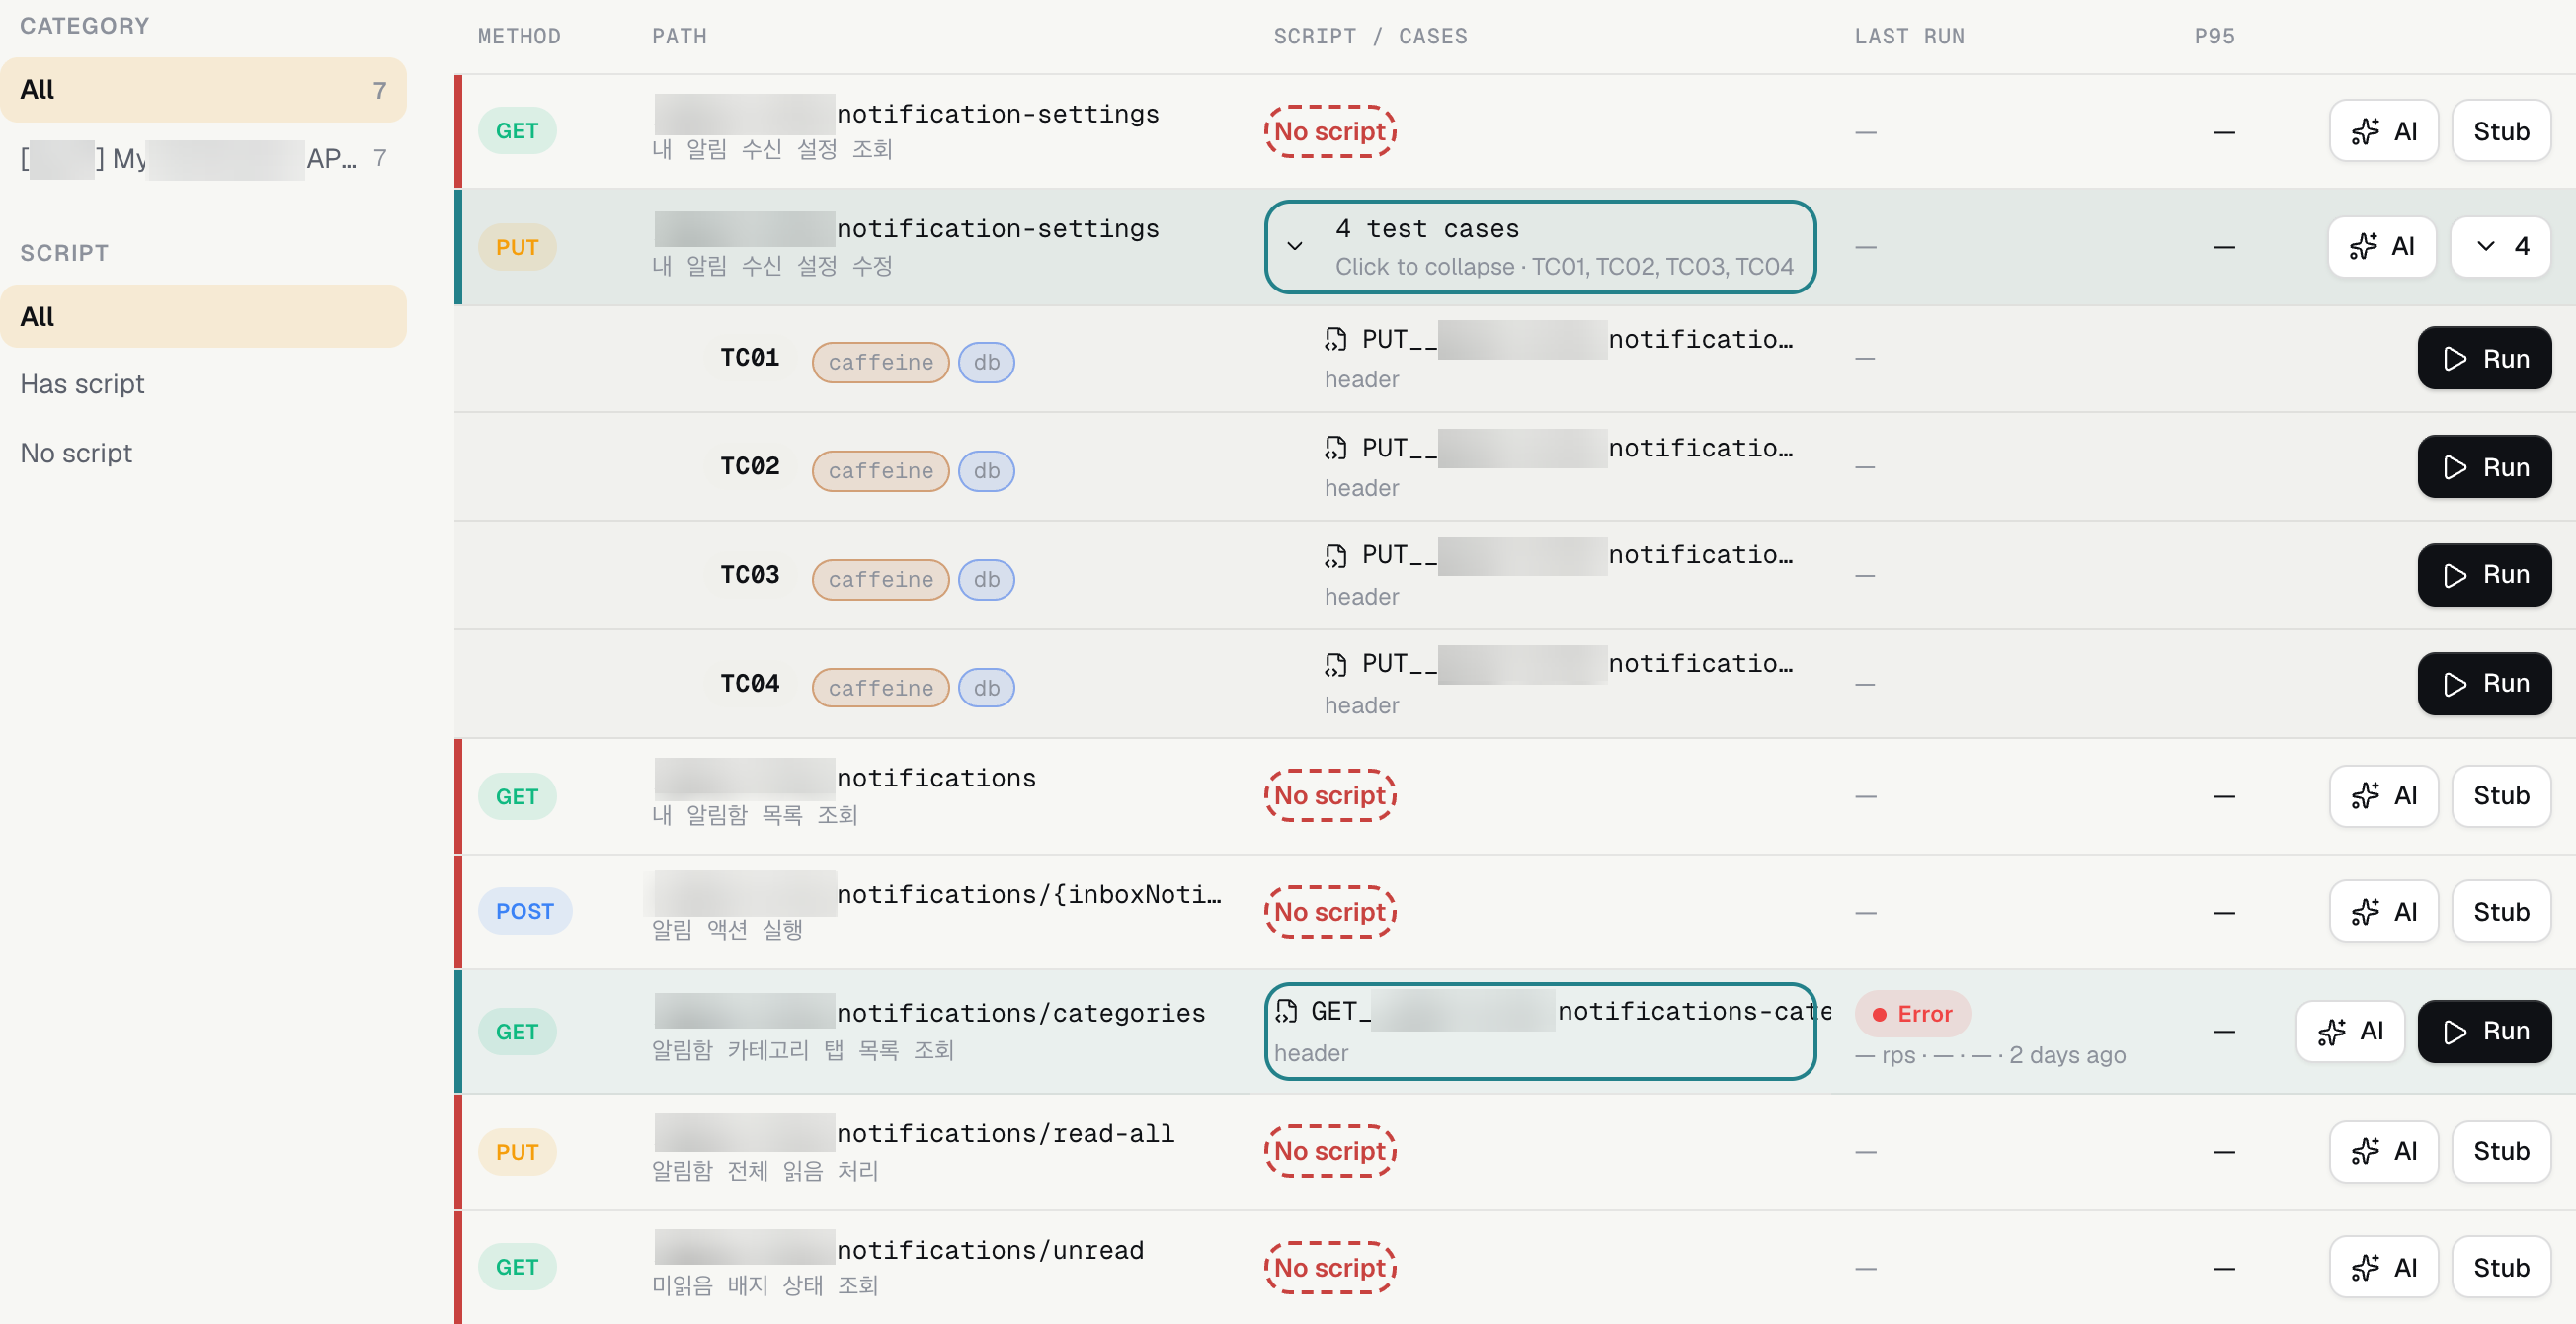 CATEGORY
All 7
[ ] My AP… 7
SCRIPT
All
Has script
No script
METHOD PATH SCRIPT / CASES LAST RUN P95
GET notification-settings No script — — AI Stub
내 알림 수신 설정 조회
PUT notification-settings 4 test cases — — AI 4
내 알림 수신 설정 수정 Click to collapse · TC01, TC02, TC03, TC04
TC01 caffeine db PUT__ notificatio… — Run
header
TC02 caffeine db PUT__ notificatio… — Run
header
TC03 caffeine db PUT__ notificatio… — Run
header
TC04 caffeine db PUT__ notificatio… — Run
header
GET notifications No script — — AI Stub
내 알림함 목록 조회
POST notifications/{inboxNoti… No script — — AI Stub
알림 액션 실행
GET notifications/categories GET_ notifications-cate Error — AI Run
알림함 카테고리 탭 목록 조회 header — rps · — · — · 2 days ago
PUT notifications/read-all No script — — AI Stub
알림함 전체 읽음 처리
GET notifications/unread No script — — AI Stub
미읽음 배지 상태 조회